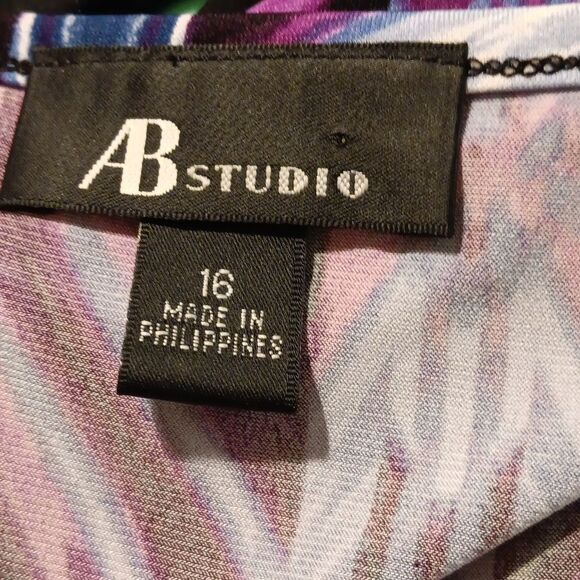 AB STUDIO
16
MADE IN
PHILIPPINES